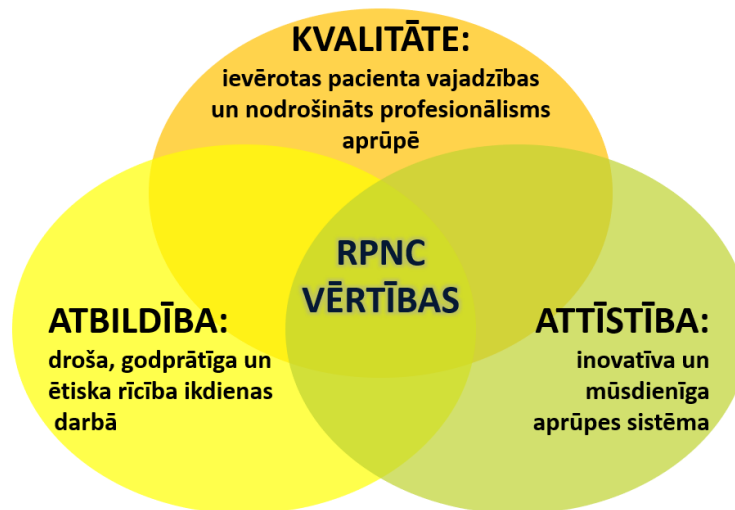 KVALITĀTE:
ievērotas pacienta vajadzības
un nodrošināts profesionālisms
aprūpē
RPNC
VĒRTĪBAS
ATBILDĪBA:
droša, godprātīga un
ētiska rīcība ikdienas
darbā
ATTĪSTĪBA:
inovatīva un
mūsdienīga
aprūpes sistēma